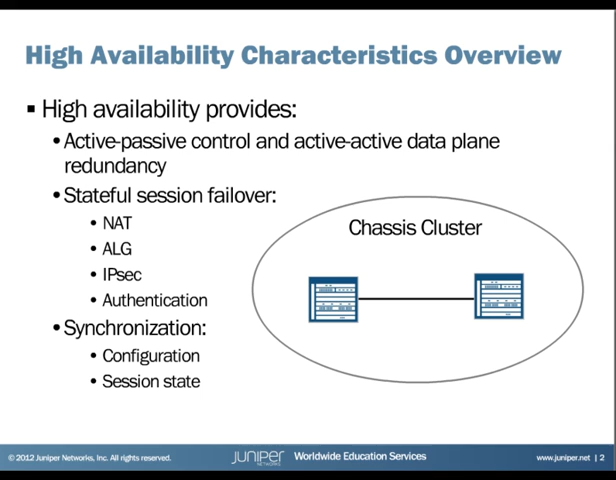 High Availability Characteristics Overview
▪ High availability provides:
• Active-passive control and active-active data plane
redundancy
• Stateful session failover:
• NAT
• ALG
• IPsec
• Authentication
• Synchronization:
• Configuration
• Session state
Chassis Cluster
© 2012 Juniper Networks, Inc. All rights reserved.
JUNIPER
NETWORKS
Worldwide Education Services
www.juniper.net | 2